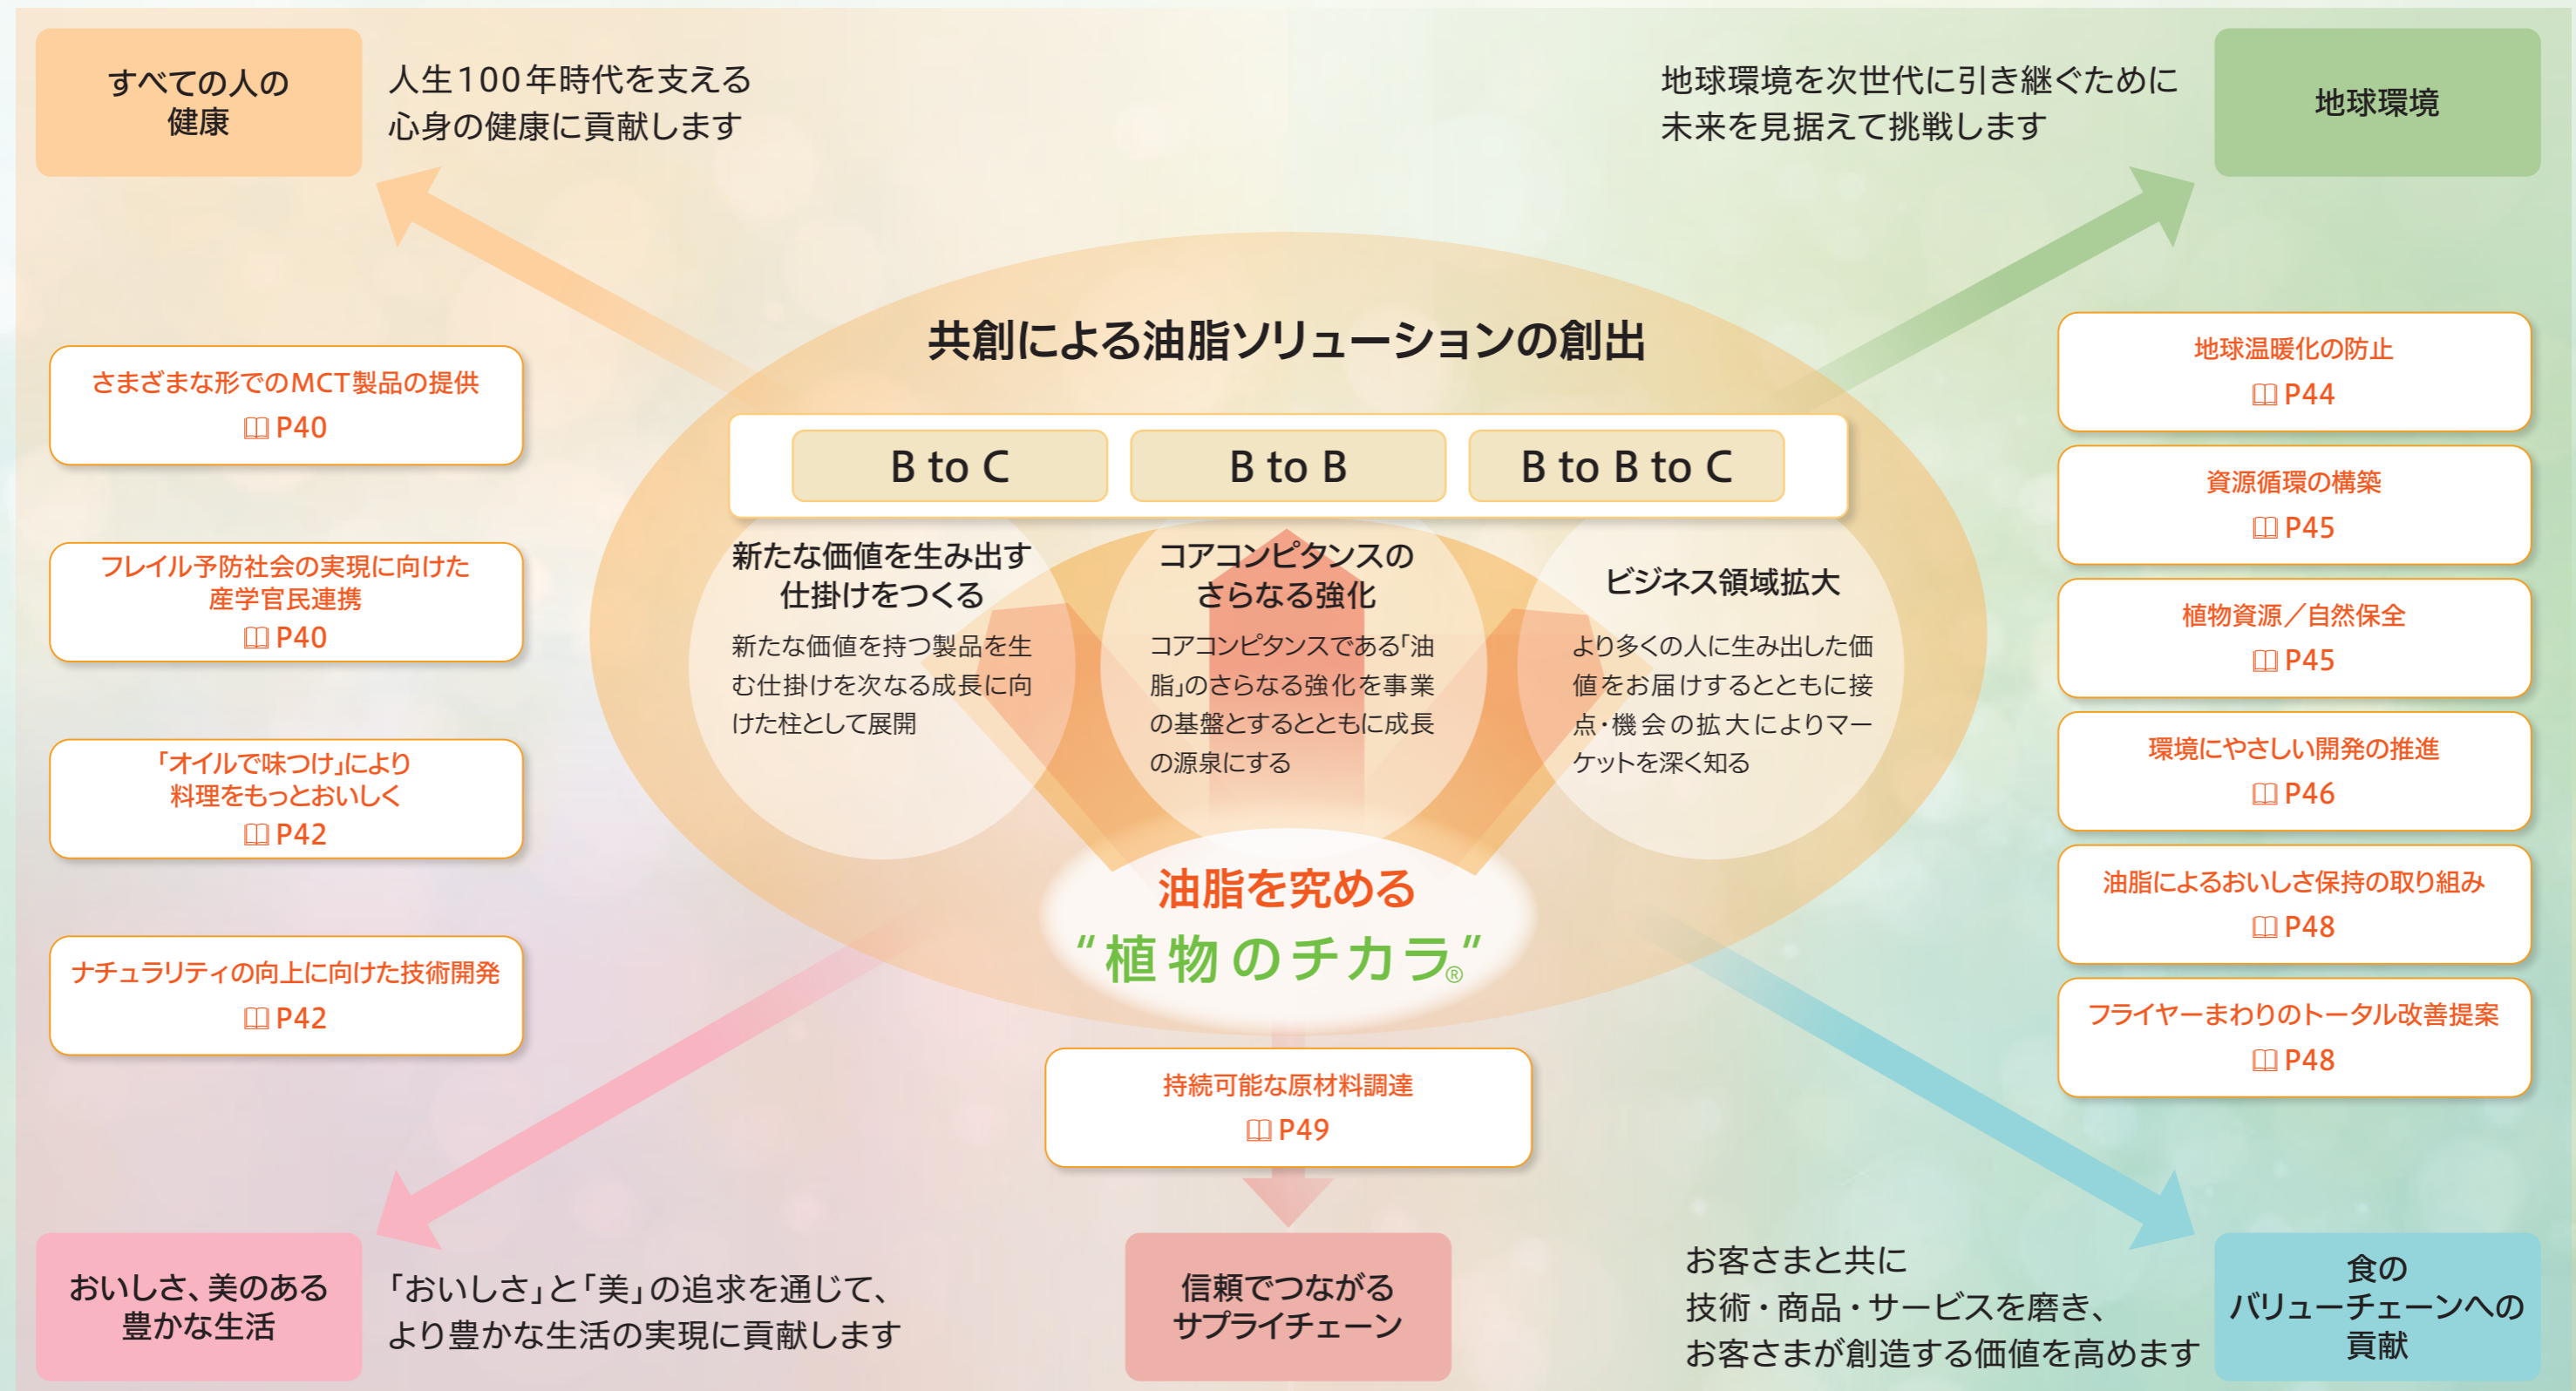 すべての人の
健康
人生100年時代を支える
心身の健康に貢献します
地球環境を次世代に引き継ぐために
未来を見据えて挑戦します
地球環境
さまざまな形でのMCT製品の提供
P40
フレイル予防社会の実現に向けた
産学官民連携
P40
「オイルで味つけ」により
料理をもっとおいしく
P42
ナチュラリティの向上に向けた技術開発
P42
共創による油脂ソリューションの創出
B to C
B to B
B to B to C
新たな価値を生み出す
仕掛けをつくる
新たな価値を持つ製品を生
む仕掛けを次なる成長に向
けた柱として展開
コアコンピタンスの
さらなる強化
コアコンピタンスである「油
脂」のさらなる強化を事業
の基盤とするとともに成長
の源泉にする
ビジネス領域拡大
より多くの人に生み出した価
値をお届けするとともに接
点・機会の拡大によりマー
ケットを深く知る
油脂を究める
“植物のチカラ®”
持続可能な原材料調達
P49
地球温暖化の防止
P44
資源循環の構築
P45
植物資源／自然保全
P45
環境にやさしい開発の推進
P46
油脂によるおいしさ保持の取り組み
P48
フライヤーまわりのトータル改善提案
P48
おいしさ、美のある
豊かな生活
「おいしさ」と「美」の追求を通じて、
より豊かな生活の実現に貢献します
信頼でつながる
サプライチェーン
お客さまと共に
技術・商品・サービスを磨き、
お客さまが創造する価値を高めます
食の
バリューチェーンへの
貢献